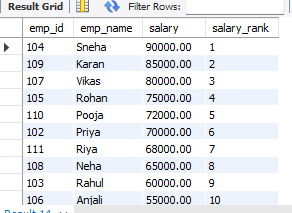 Result Grid Filter Rows:
emp_id emp_name salary salary_rank
104 Sneha 90000.00 1
109 Karan 85000.00 2
107 Vikas 80000.00 3
105 Rohan 75000.00 4
110 Pooja 72000.00 5
102 Priya 70000.00 6
111 Riya 68000.00 7
108 Neha 65000.00 8
103 Rahul 60000.00 9
106 Anjali 55000.00 10